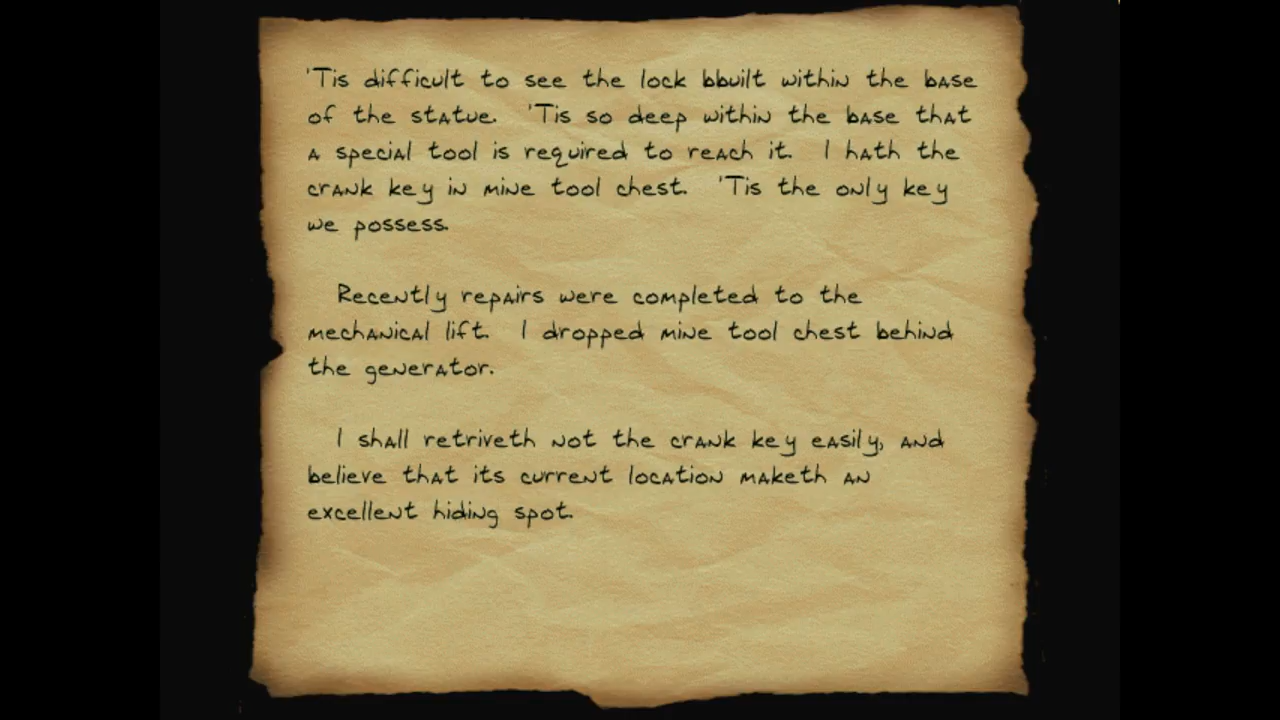 'Tis difficult to see the lock bbuilt within the base
of the statue.  'Tis so deep within the base that
a special tool is required to reach it.  I hath the
crank key in mine tool chest.  'Tis the only key
we possess.
Recently repairs were completed to the
mechanical lift.  I dropped mine tool chest behind
the generator.
I shall retriveth not the crank key easily, and
believe that its current location maketh an
excellent hiding spot.